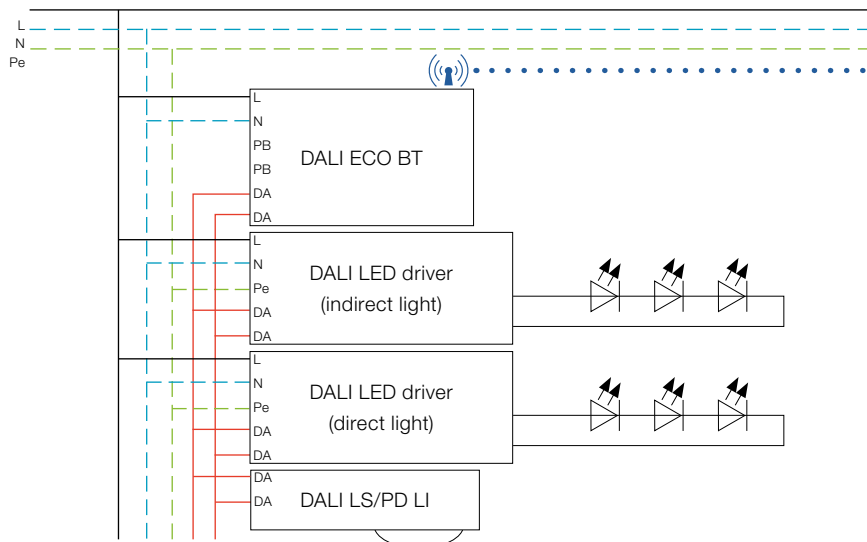 L
N
Pe
L
N
PB
PB
DA
DA
DALI ECO BT
L
N
Pe
DA
DA
DALI LED driver
(indirect light)
L
N
Pe
DA
DA
DALI LED driver
(direct light)
DA
DA
DALI LS/PD LI